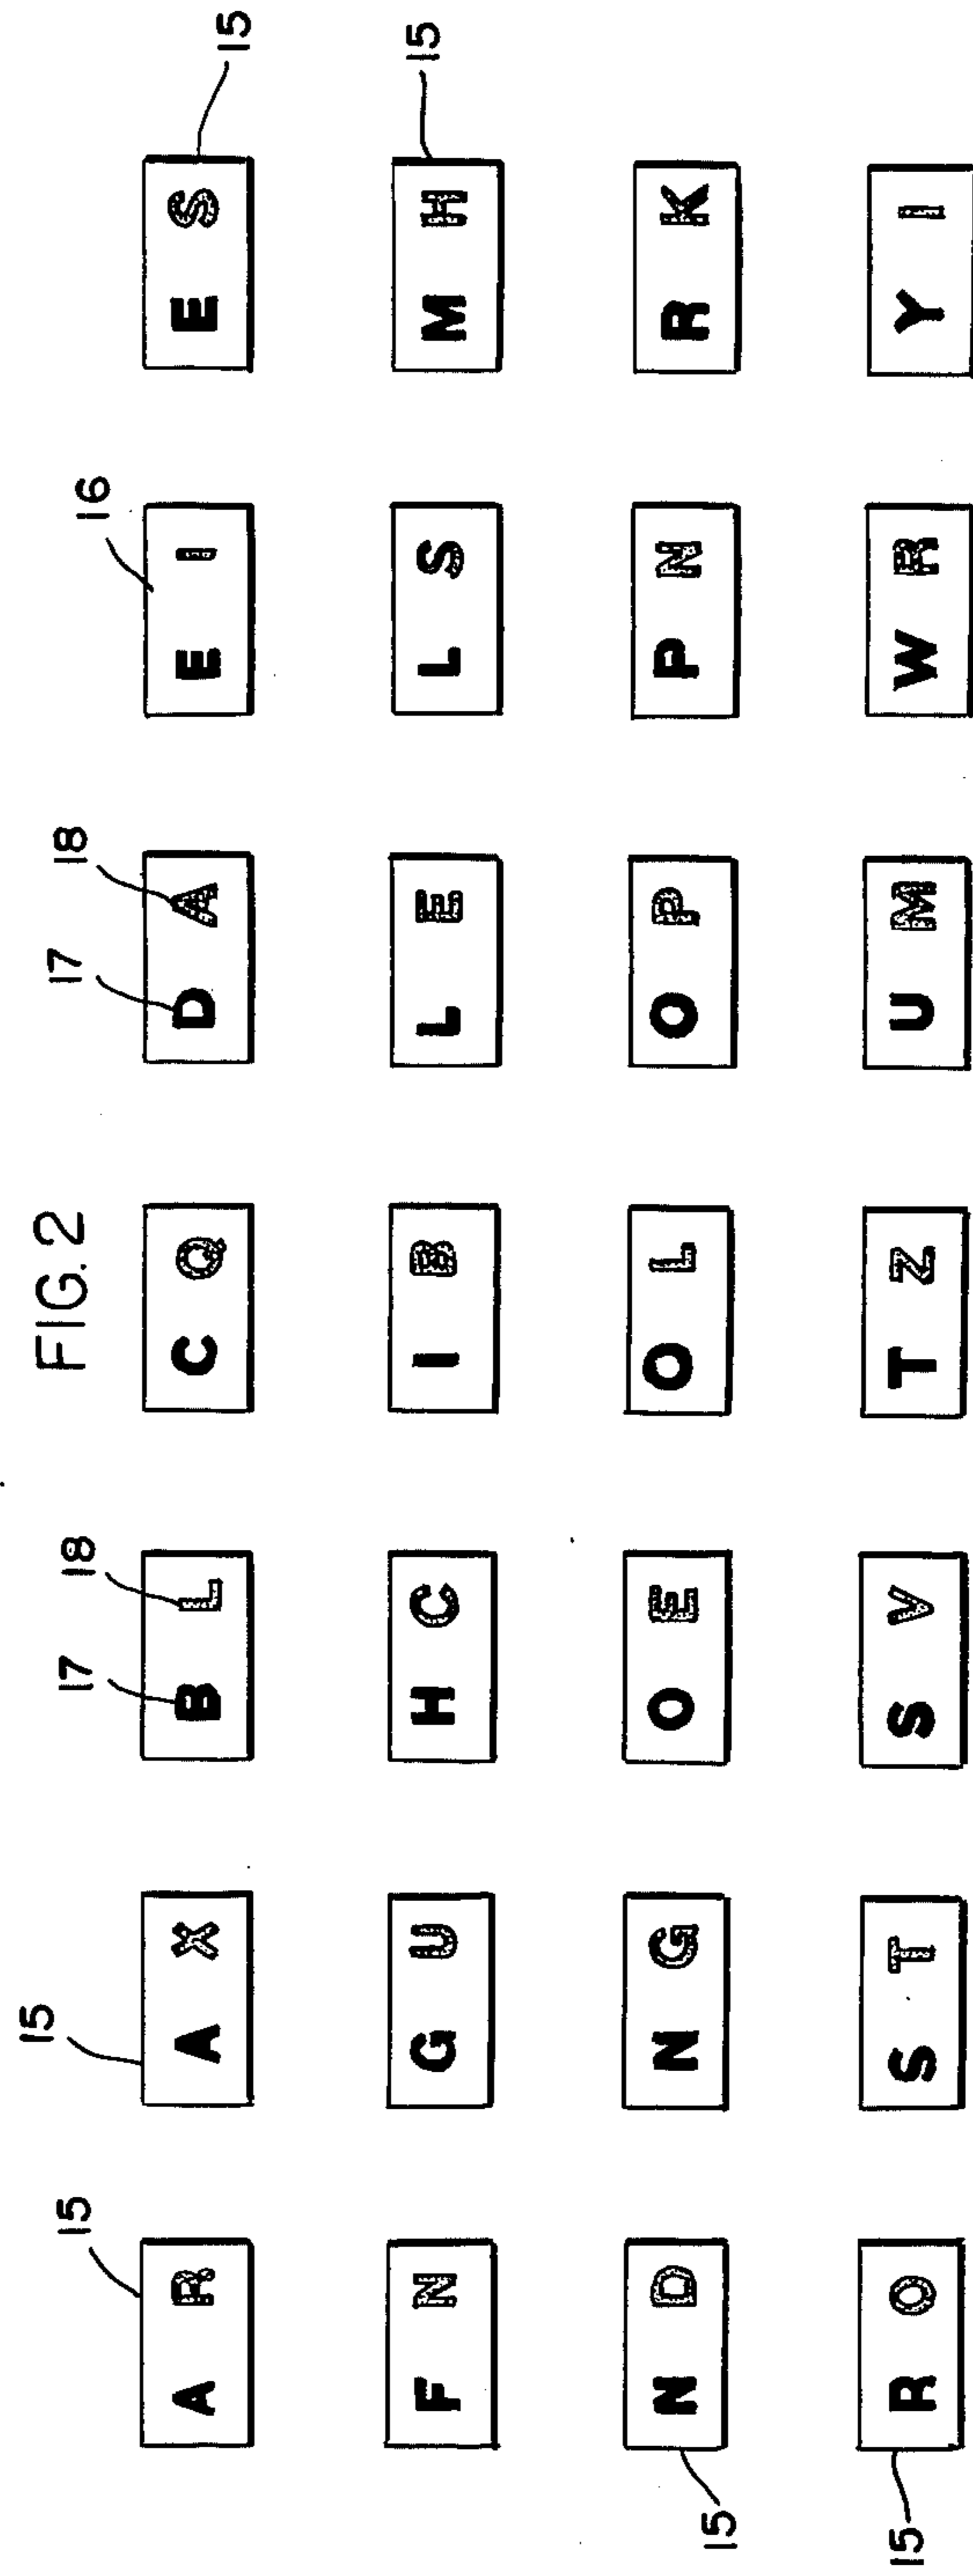 FIG. 2
15 15 17 18 17 18 16 15
A R A X B L C Q D A E I E S
15
F N G U H C I B L E L S M H
N D N G O E O L O P P N R K
15
R O S T S V T Z U M W R Y I
15